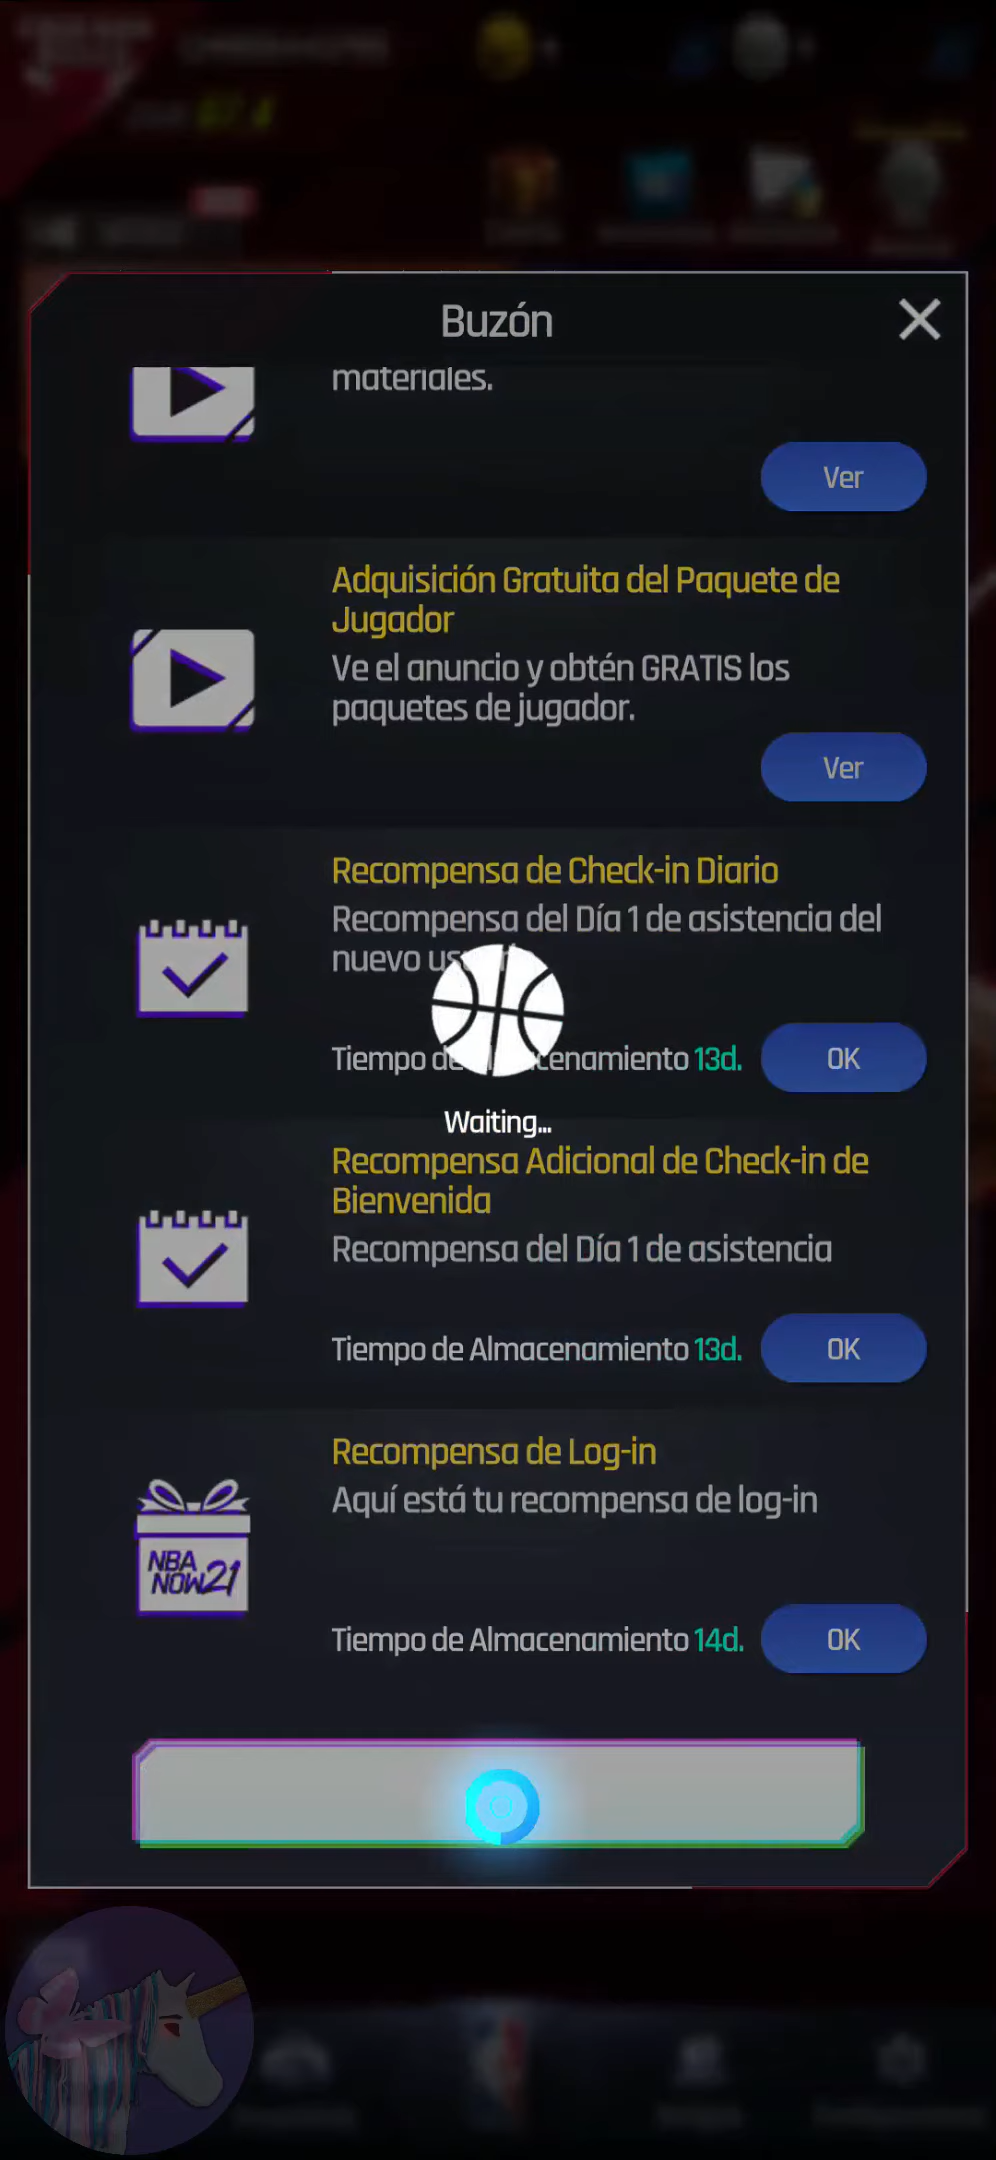 Buzón
materiales.
Ver
Adquisición Gratuita del Paquete de
Jugador
Ve el anuncio y obtén GRATIS los
paquetes de jugador.
Ver
Recompensa de Check-in Diario
Recompensa del Día 1 de asistencia del
nuevo
Tiempo 13d.
OK
Waiting...
Recompensa Adicional de Check-in de
Bienvenida
Recompensa del Día 1 de asistencia
Tiempo de Almacenamiento 13d.
OK
Recompensa de Log-in
Aquí está tu recompensa de log-in
NBA
NOW 21
Tiempo de Almacenamiento 14d.
OK